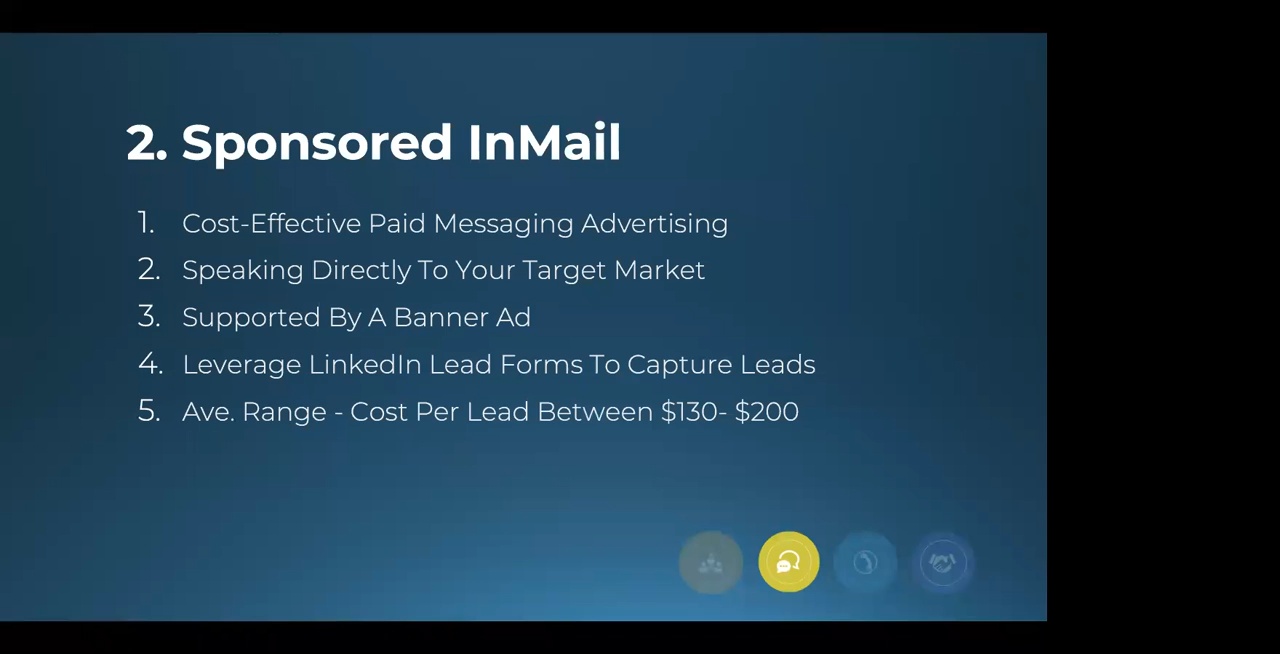 2. Sponsored InMail
1. Cost-Effective Paid Messaging Advertising
2. Speaking Directly To Your Target Market
3. Supported By A Banner Ad
4. Leverage LinkedIn Lead Forms To Capture Leads
5. Ave. Range - Cost Per Lead Between $130- $200